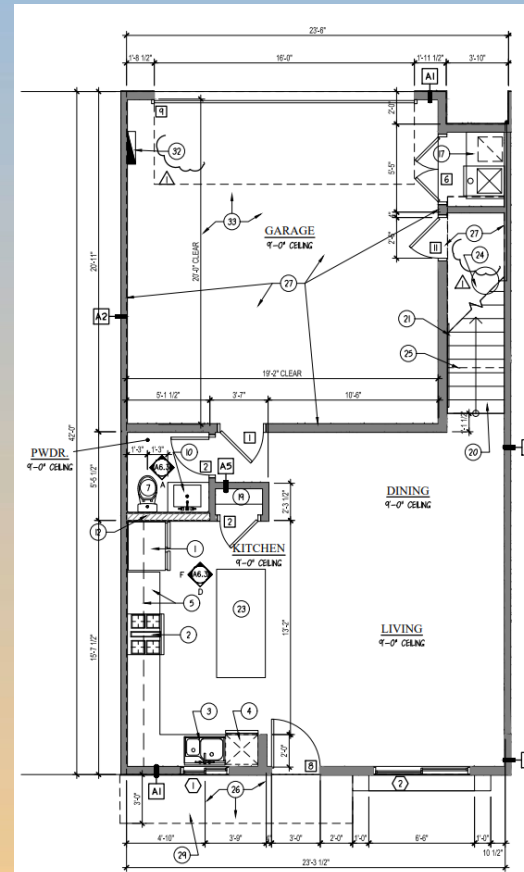 23'-6"
1'-8 1/2"
16'-0"
1'-11 1/2"
3'-10"
A1
9
2'-0"
32
17
1
6
5'-5"
33
GARAGE
9'-0" CEILING
27
11
24
20'-11"
20'-0" CLEAR
27
1
A2
21
25
19'-2" CLEAR
5'-1 1/2"
3'-7"
10'-6"
20
42'-0"
PWDR.
9'-0" CEILING
1'-3"
1'-3"
10
1
A6.3
A
2
A5
5'-5 1/2"
7
DINING
9'-0" CEILING
19
2'-3 1/2"
12
2
1
KITCHEN
9'-0" CEILING
F
A6.3
D
5
23
2
LIVING
9'-0" CEILING
13'-2"
15'-7 1/2"
3
4
2'-0"
8
A1
1
26
2
3'-0"
29
4'-10"
3'-9"
3'-0"
2'-0"
1'-0"
6'-6"
1'-0"
10 1/2"
23'-3 1/2"